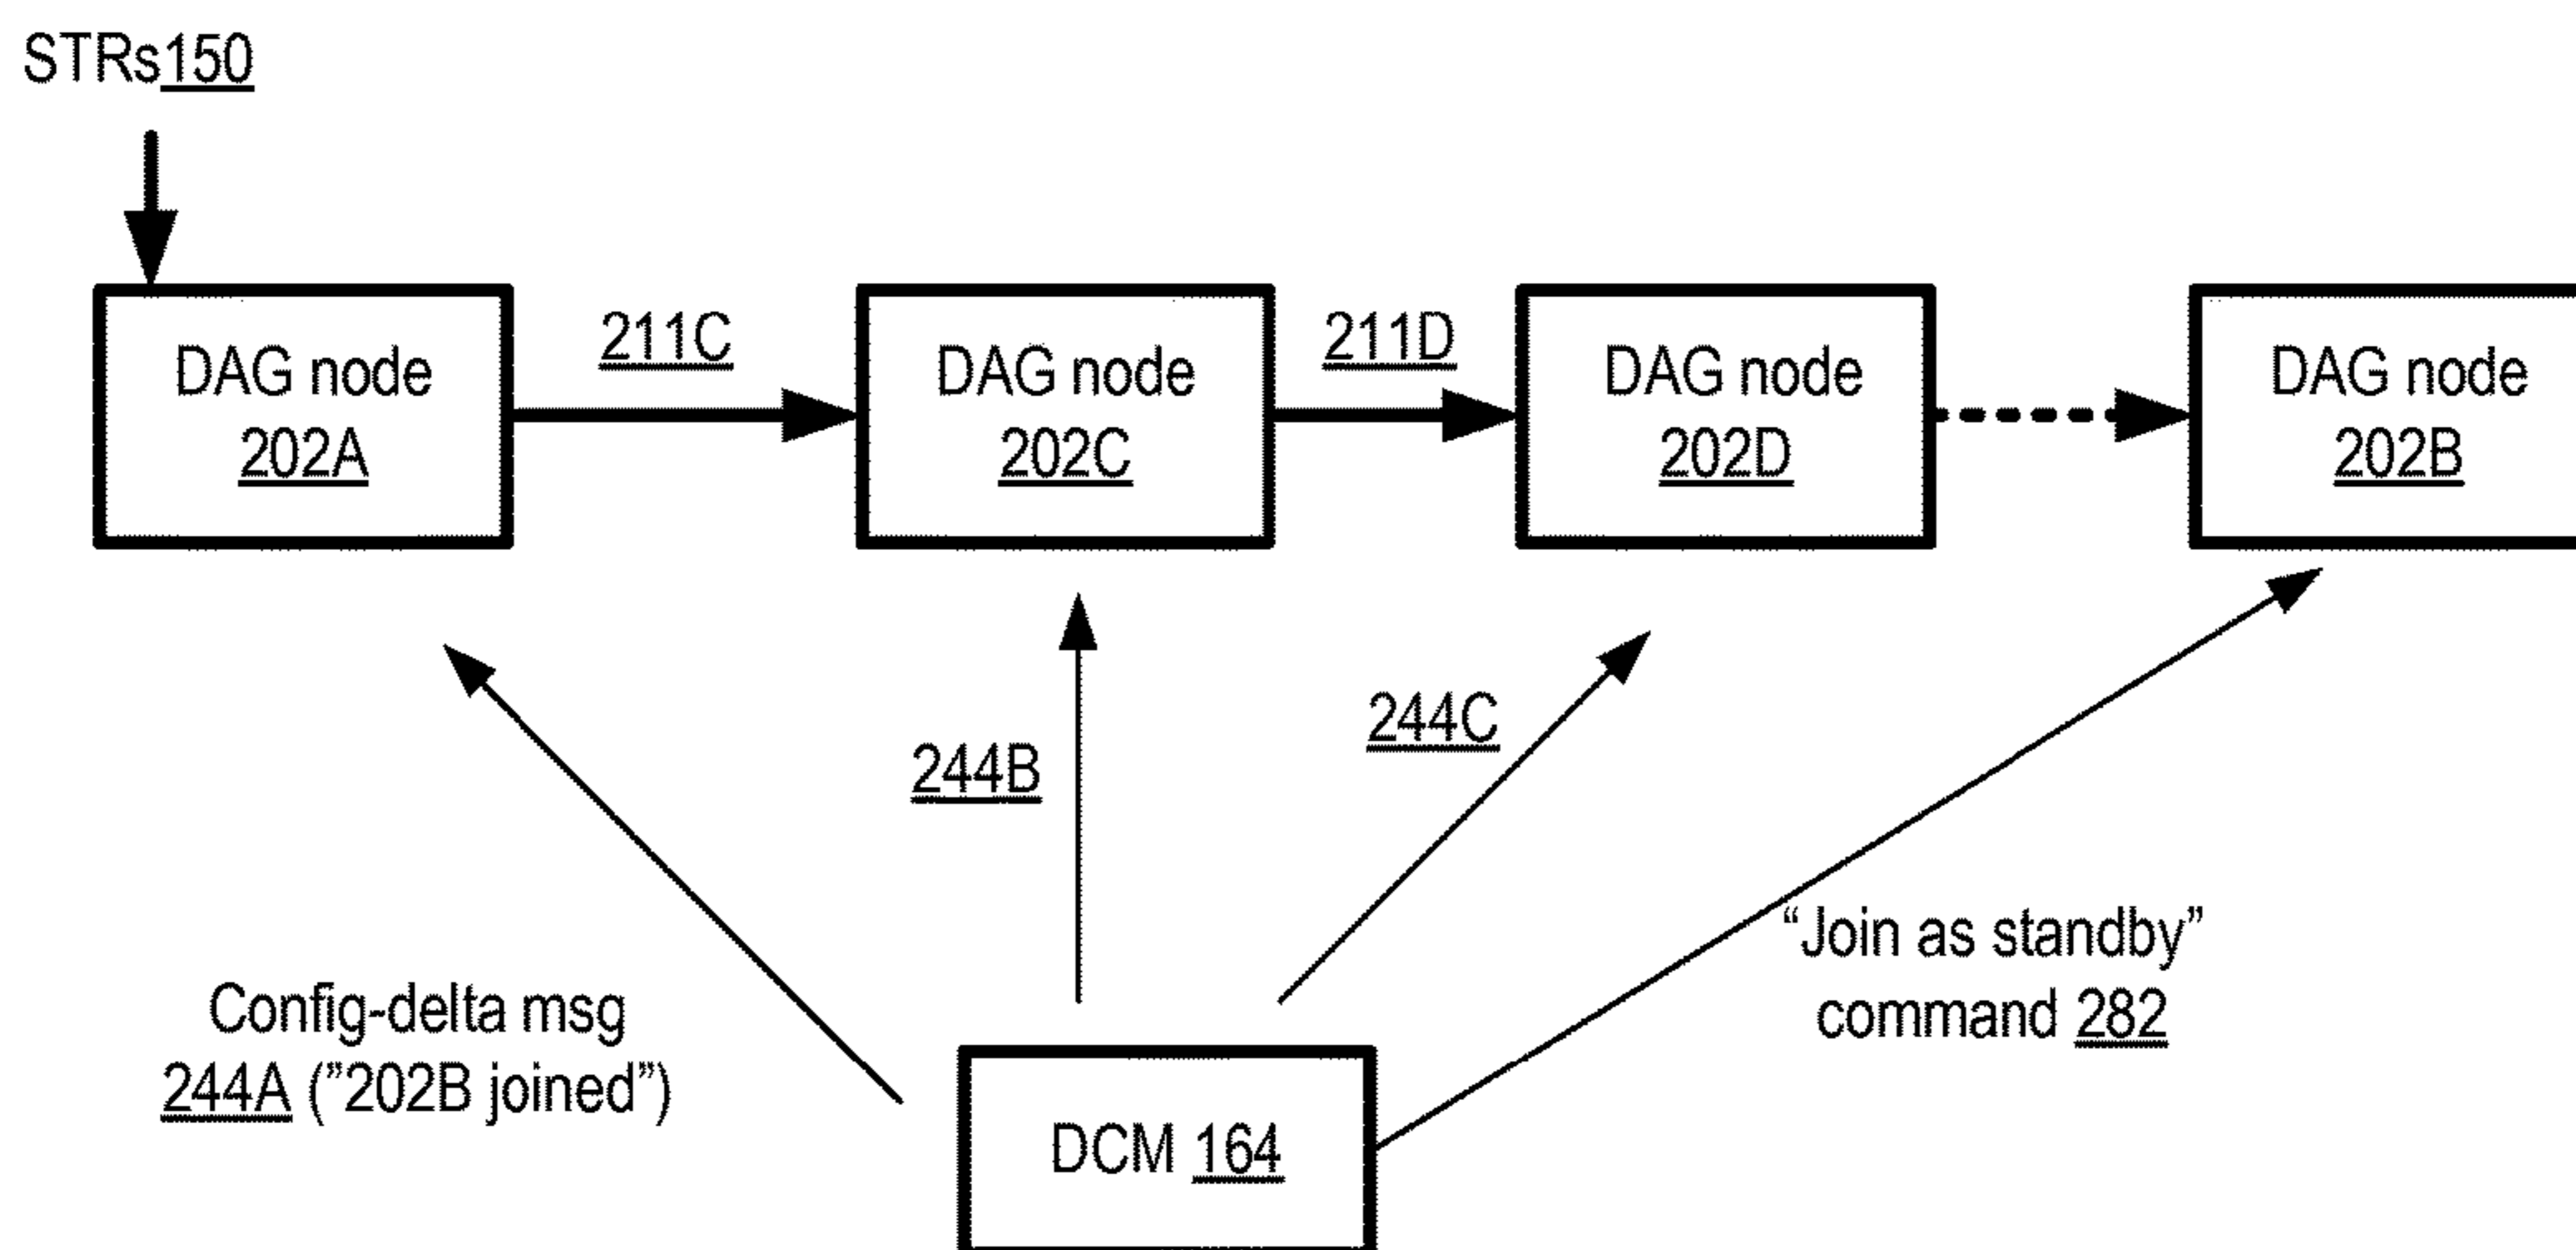 STRs150
DAG node
202A
211C
DAG node
202C
211D
DAG node
202D
DAG node
202B
244B
244C
Config-delta msg
244A (”202B joined”)
“Join as standby”
command 282
DCM 164